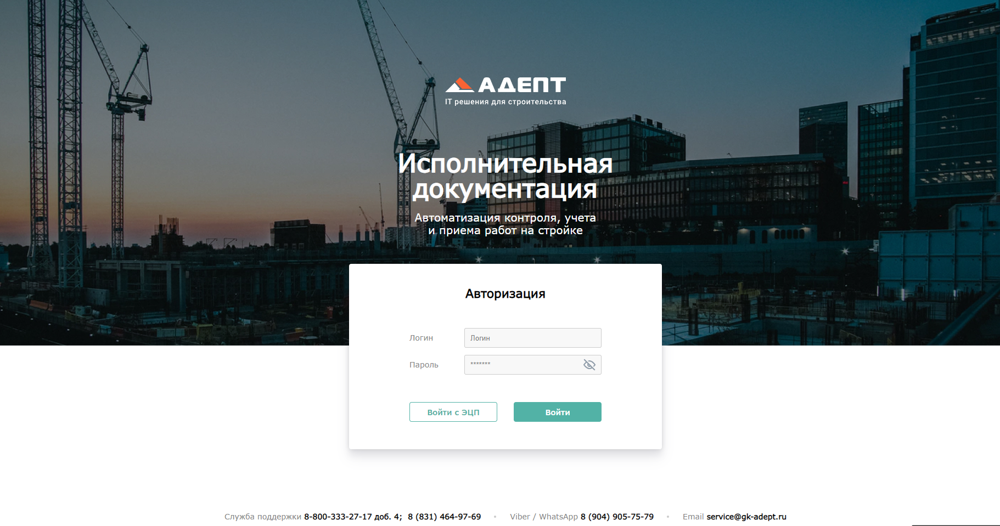 АДЕПТ
IT решения для строительства
Исполнительная
документация
Автоматизация контроля, учета
и приема работ на стройке
Авторизация
Логин
Логин
Пароль
*******
Войти с ЭЦП
Войти
Служба поддержки 8-800-333-27-17 доб. 4; 8 (831) 464-97-69 • Viber / WhatsApp 8 (904) 905-75-79 • Email service@gk-adept.ru